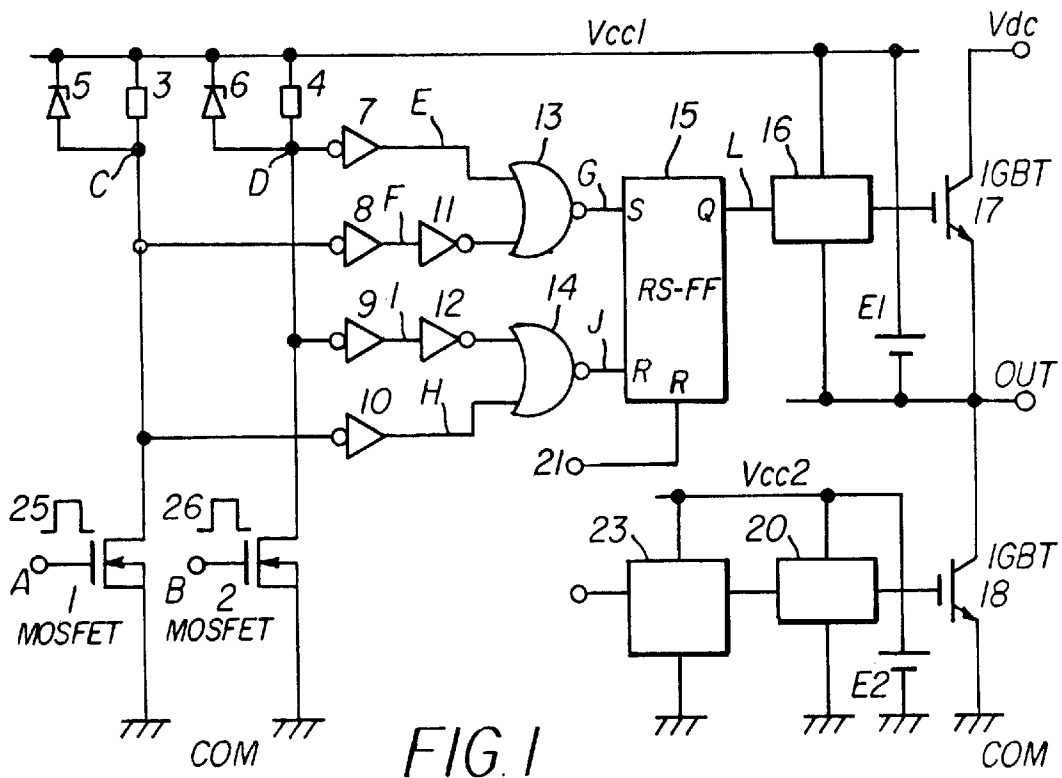 Vcc1
Vdc
5
3
6
4
7
E
13
15
16
C
D
G
L
S
Q
IGBT
17
8
F
11
RS-FF
9
I
12
14
J
E1
R
R
OUT
10
H
21
Vcc2
25
26
23
20
IGBT
18
A
B
1
MOSFET
2
MOSFET
E2
COM
FIG. 1
COM